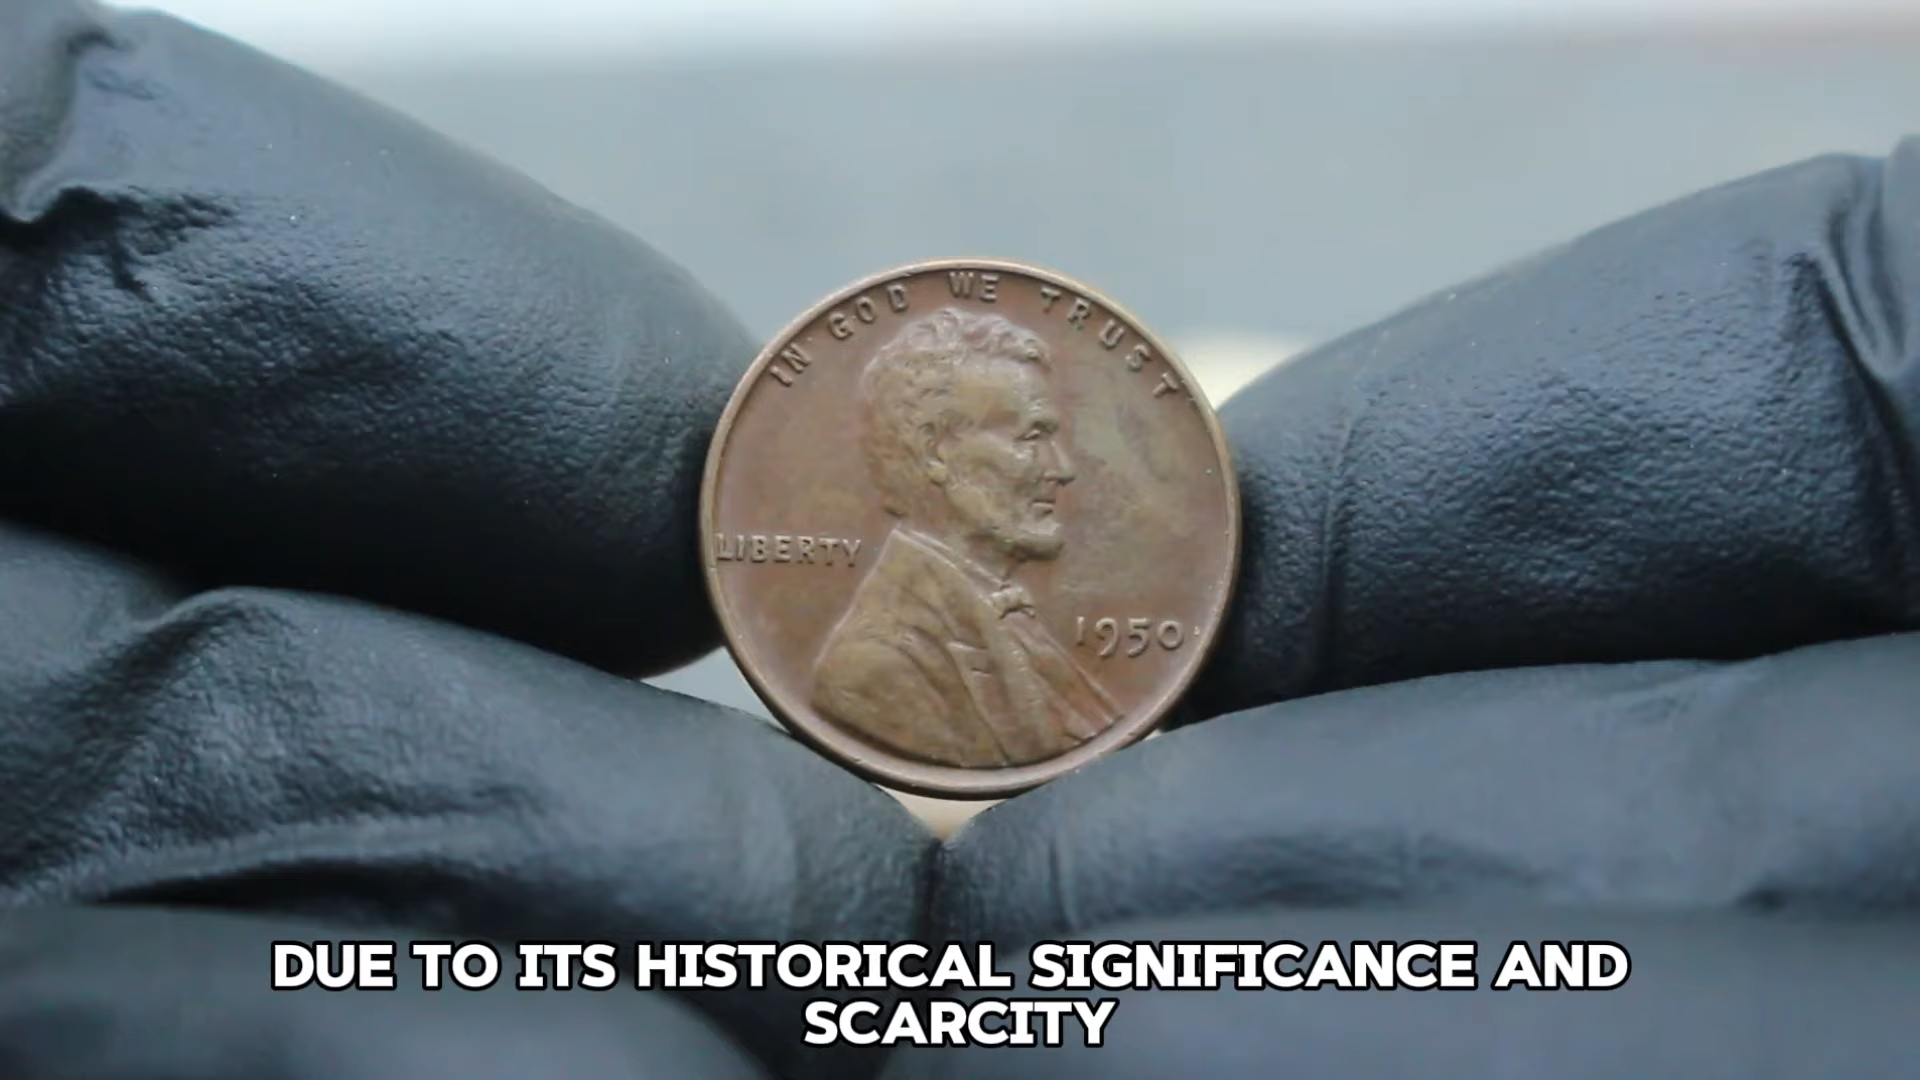 IN GOD WE TRUST
LIBERTY
1950
DUE TO ITS HISTORICAL SIGNIFICANCE AND
SCARCITY